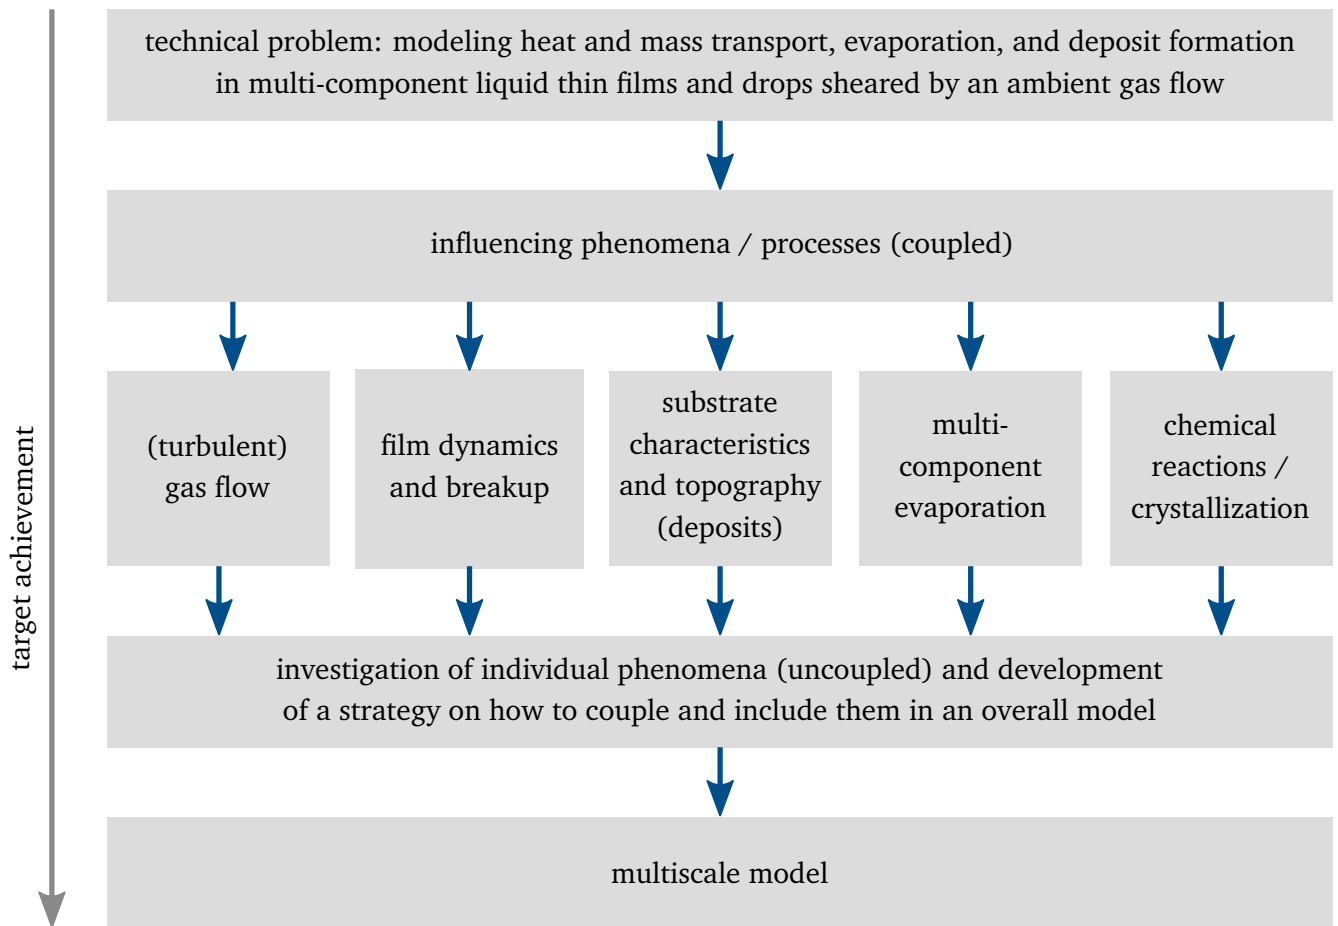 technical problem: modeling heat and mass transport, evaporation, and deposit formation
in multi-component liquid thin films and drops sheared by an ambient gas flow
influencing phenomena / processes (coupled)
(turbulent)
gas flow
film dynamics
and breakup
substrate
characteristics
and topography
(deposits)
multi-
component
evaporation
chemical
reactions /
crystallization
investigation of individual phenomena (uncoupled) and development
of a strategy on how to couple and include them in an overall model
multiscale model
target achievement